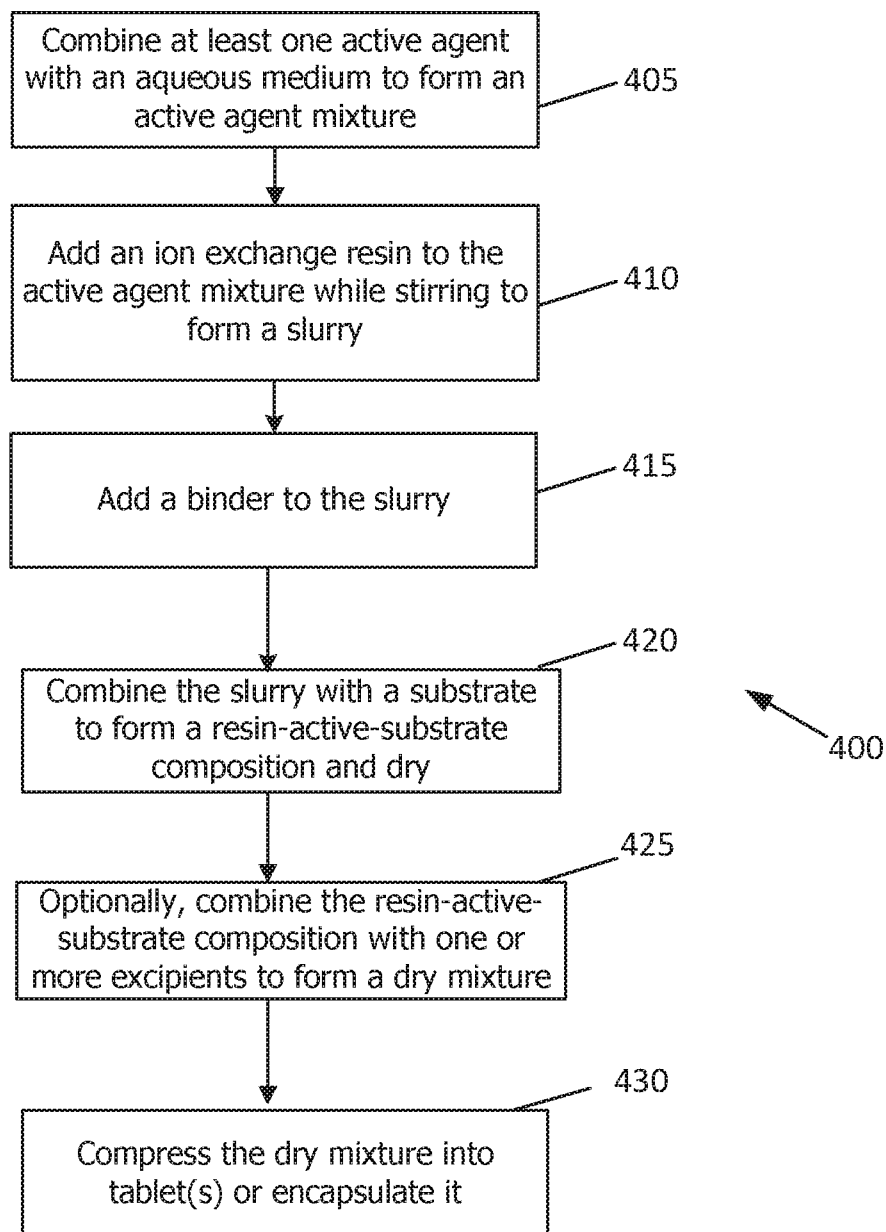 Combine at least one active agent
with an aqueous medium to form an
active agent mixture
405
Add an ion exchange resin to the
active agent mixture while stirring to
form a slurry
410
Add a binder to the slurry
415
420
Combine the slurry with a substrate
to form a resin-active-substrate
composition and dry
400
425
Optionally, combine the resin-active-
substrate composition with one or
more excipients to form a dry mixture
430
Compress the dry mixture into
tablet(s) or encapsulate it